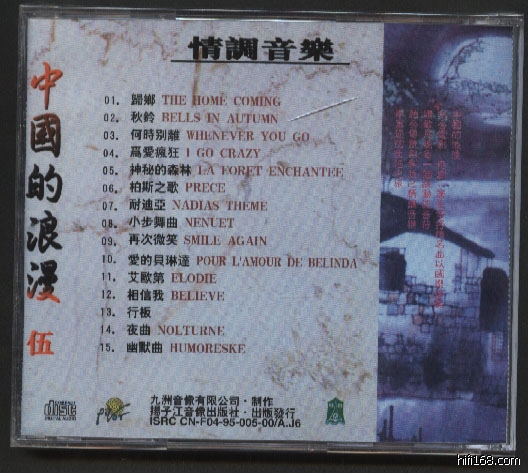 情調音樂
中國的浪漫 伍
01. 歸鄉 THE HOME COMING
02. 秋鈴 BELLS IN AUTUMN
03. 何時別離 WHENEVER YOU GO
04. 爲愛瘋狂 I GO CRAZY
05. 神秘的森林 LA FORET ENCHANTEE
06. 柏斯之歌 PRECE
07. 耐迪亞 NADIAS THEME
08. 小步舞曲 NENUET
09. 再次微笑 SMILE AGAIN
10. 愛的貝琳達 POUR L'AMOUR DE BELINDA
11. 艾歐第 ELODIE
12. 相信我 BELIEVE
13. 行板
14. 夜曲 NOLTURNE
15. 幽默曲 HUMORESKE
COMPACT
disc
DIGITAL AUDIO
九洲音像有限公司·制作
揚子江音像出版社·出版發行
ISRC CN-F04-95-005-00/A.J6
hifi168.com